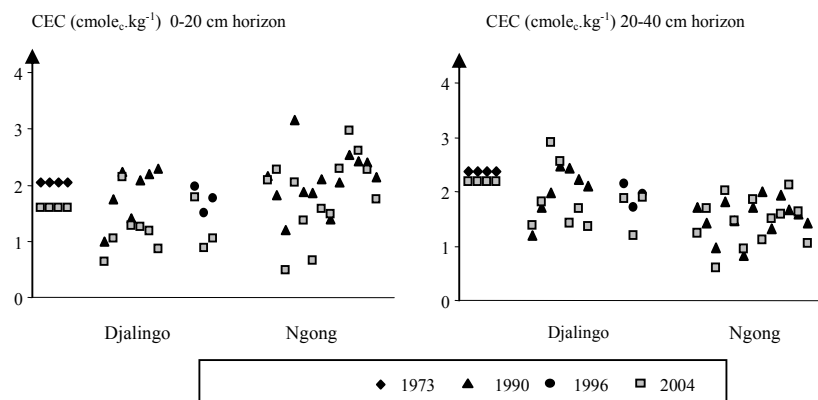 CEC (cmolec.kg-1) 0-20 cm horizon
4
3
2
1
0
Djalingo Ngong
CEC (cmolec.kg-1) 20-40 cm horizon
4
3
2
1
0
Djalingo Ngong
1973 1990 1996 2004